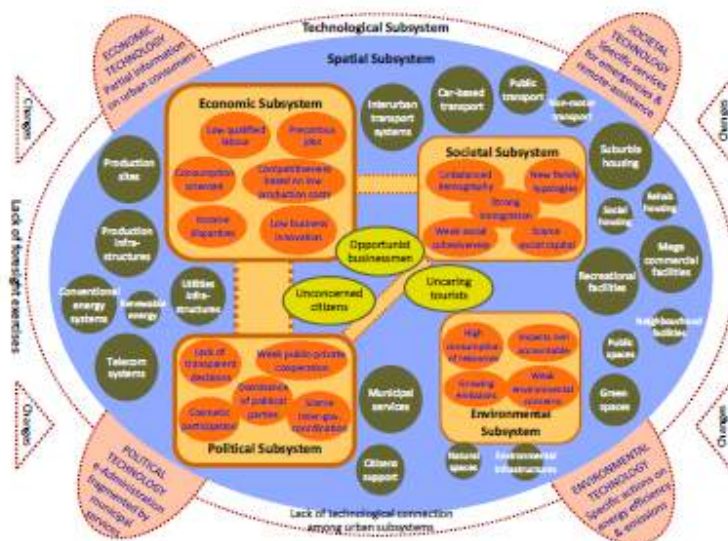 Technological Subsystem
Spatial Subsystem
ECONOMIC
TECHNOLOGY
Partial information
on urban consumers
SOCIETAL
TECHNOLOGY
Specific services
for emergencies &
remote-assistance
Changes
Changes
Lack of foresight exercises
Economic Subsystem
Low qualified
labour
Precarious
jobs
Consumption
Competitiveness
based on low
production costs
Income
disparities
Low business
innovation
Interurban
transport
systems
Car-based
transport
Public
transport
Non-motor
transport
Societal Subsystem
Unbalanced
demography
New family
typologies
Strong
immigration
Weak social
Scarce
social capital
Suburbia
housing
Social
housing
Rehab
housing
Mega
commercial
facilities
Recreational
facilities
Neighbourhood
facilities
Public
spaces
Green
spaces
Production
sites
Production
infra-
structures
Conventional
energy
systems
Renewable
energy
Utilities
infra-
structures
Telecom
systems
Opportunist
businessmen
Unconcerned
citizens
Uncaring
tourists
Lack of
transparent
decisions
Weak public-private
cooperation
Dominance
of political
parties
Cosmetic
participation
Scarce
inter-gov.
coordination
Political Subsystem
Municipal
services
Citizens
support
High
consumption
of resources
Impacts non
accountable
Growing
emissions
Weak
environmental
concerns
Environmental
Subsystem
Natural
spaces
Environmental
infrastructures
POLITICAL
TECHNOLOGY
e-Administration
fragmented by
municipal
services
ENVIRONMENTAL
TECHNOLOGY
Specific actions on
energy efficiency
& emissions
Changes
Lack of technological connection
among urban subsystems